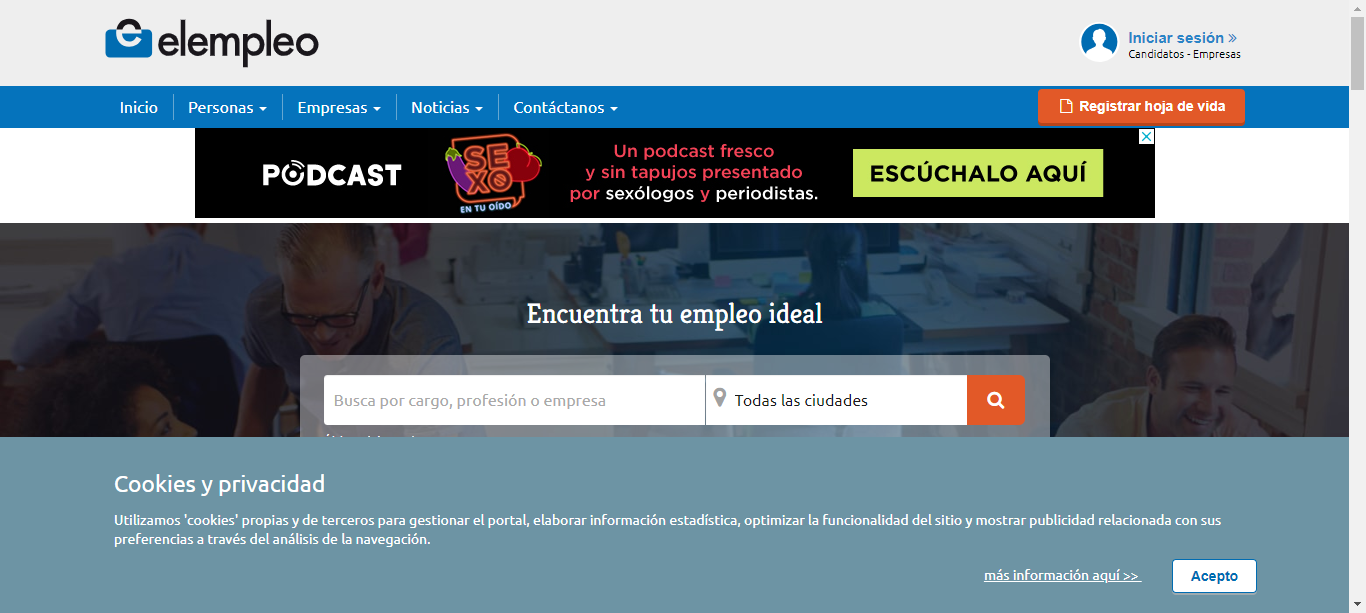 elempleo
Iniciar sesión »
Candidatos - Empresas
Inicio
Personas
Empresas
Noticias
Contáctanos
Registrar hoja de vida
PODCAST
SEXO
EN TU OÍDO
Un podcast fresco
y sin tapujos presentado
por sexólogos y periodistas.
ESCÚCHALO AQUÍ
Encuentra tu empleo ideal
Busca por cargo, profesión o empresa
Todas las ciudades
Cookies y privacidad
Utilizamos 'cookies' propias y de terceros para gestionar el portal, elaborar información estadística, optimizar la funcionalidad del sitio y mostrar publicidad relacionada con sus
preferencias a través del análisis de la navegación.
más información aquí >>
Acepto